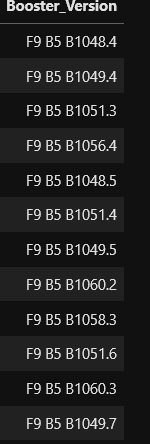 Booster_Version
F9 B5 B1048.4
F9 B5 B1049.4
F9 B5 B1051.3
F9 B5 B1056.4
F9 B5 B1048.5
F9 B5 B1051.4
F9 B5 B1049.5
F9 B5 B1060.2
F9 B5 B1058.3
F9 B5 B1051.6
F9 B5 B1060.3
F9 B5 B1049.7